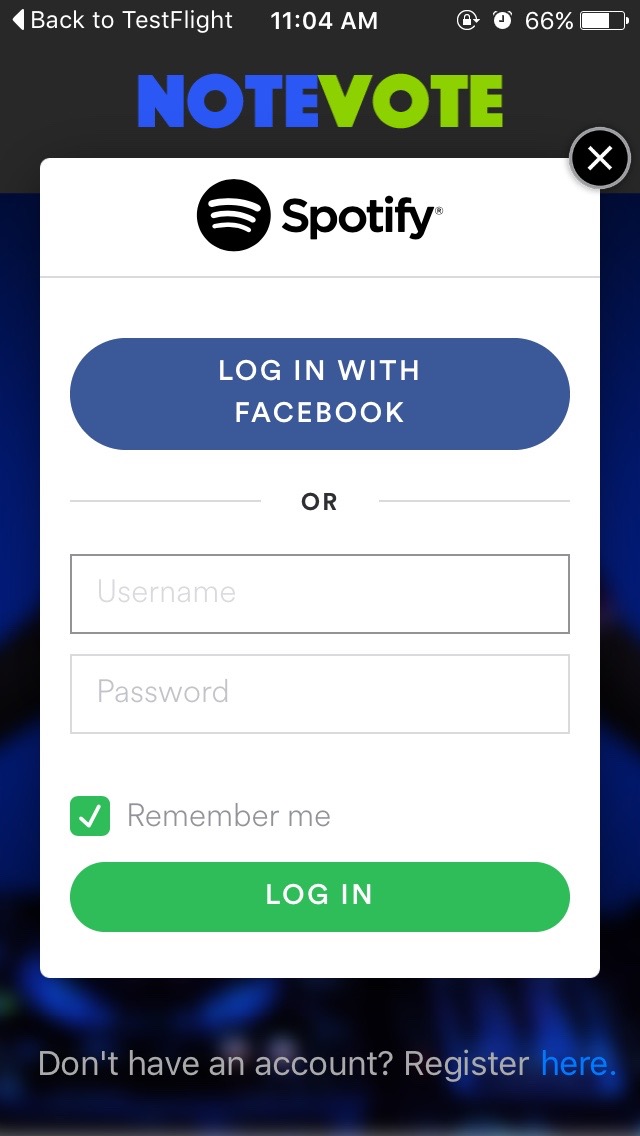 Back to TestFlight 11:04 AM 66%
NOTEVOTE
Spotify®
LOG IN WITH
FACEBOOK
OR
Username
Password
Remember me
LOG IN
Don't have an account? Register here.